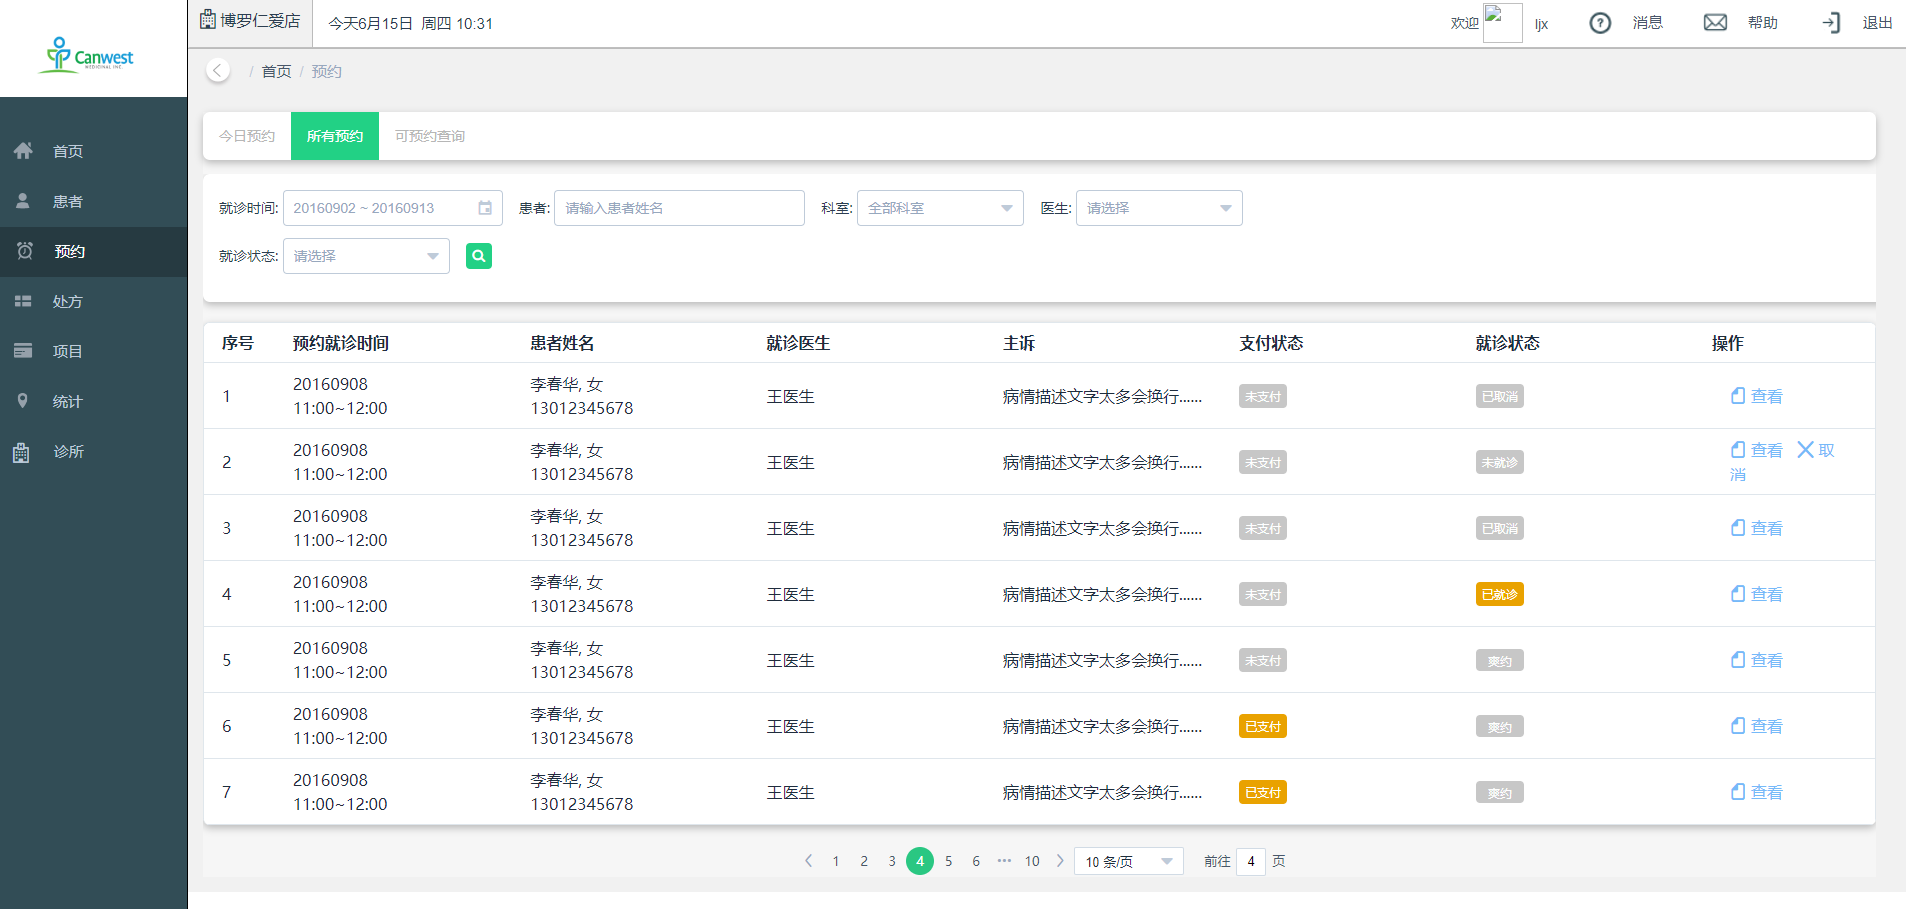 Canwest
MEDICINAL INC.
博罗仁爱店
今天6月15日 周四 10:31
欢迎 ljx ? 消息 帮助 退出
/ 首页 / 预约
首页
患者
预约
处方
项目
统计
诊所
今日预约 所有预约 可预约查询
就诊时间: 20160902 ~ 20160913 患者: 请输入患者姓名 科室: 全部科室 医生: 请选择
就诊状态: 请选择
序号 预约就诊时间 患者姓名 就诊医生 主诉 支付状态 就诊状态 操作
1 20160908 11:00~12:00 李春华, 女 13012345678 王医生 病情描述文字太多会换行...... 未支付 已取消 查看
2 20160908 11:00~12:00 李春华, 女 13012345678 王医生 病情描述文字太多会换行...... 未支付 未就诊 查看 取消
3 20160908 11:00~12:00 李春华, 女 13012345678 王医生 病情描述文字太多会换行...... 未支付 已取消 查看
4 20160908 11:00~12:00 李春华, 女 13012345678 王医生 病情描述文字太多会换行...... 未支付 已就诊 查看
5 20160908 11:00~12:00 李春华, 女 13012345678 王医生 病情描述文字太多会换行...... 未支付 爽约 查看
6 20160908 11:00~12:00 李春华, 女 13012345678 王医生 病情描述文字太多会换行...... 已支付 爽约 查看
7 20160908 11:00~12:00 李春华, 女 13012345678 王医生 病情描述文字太多会换行...... 已支付 爽约 查看
1 2 3 4 5 6 ··· 10 10 条/页 前往 4 页